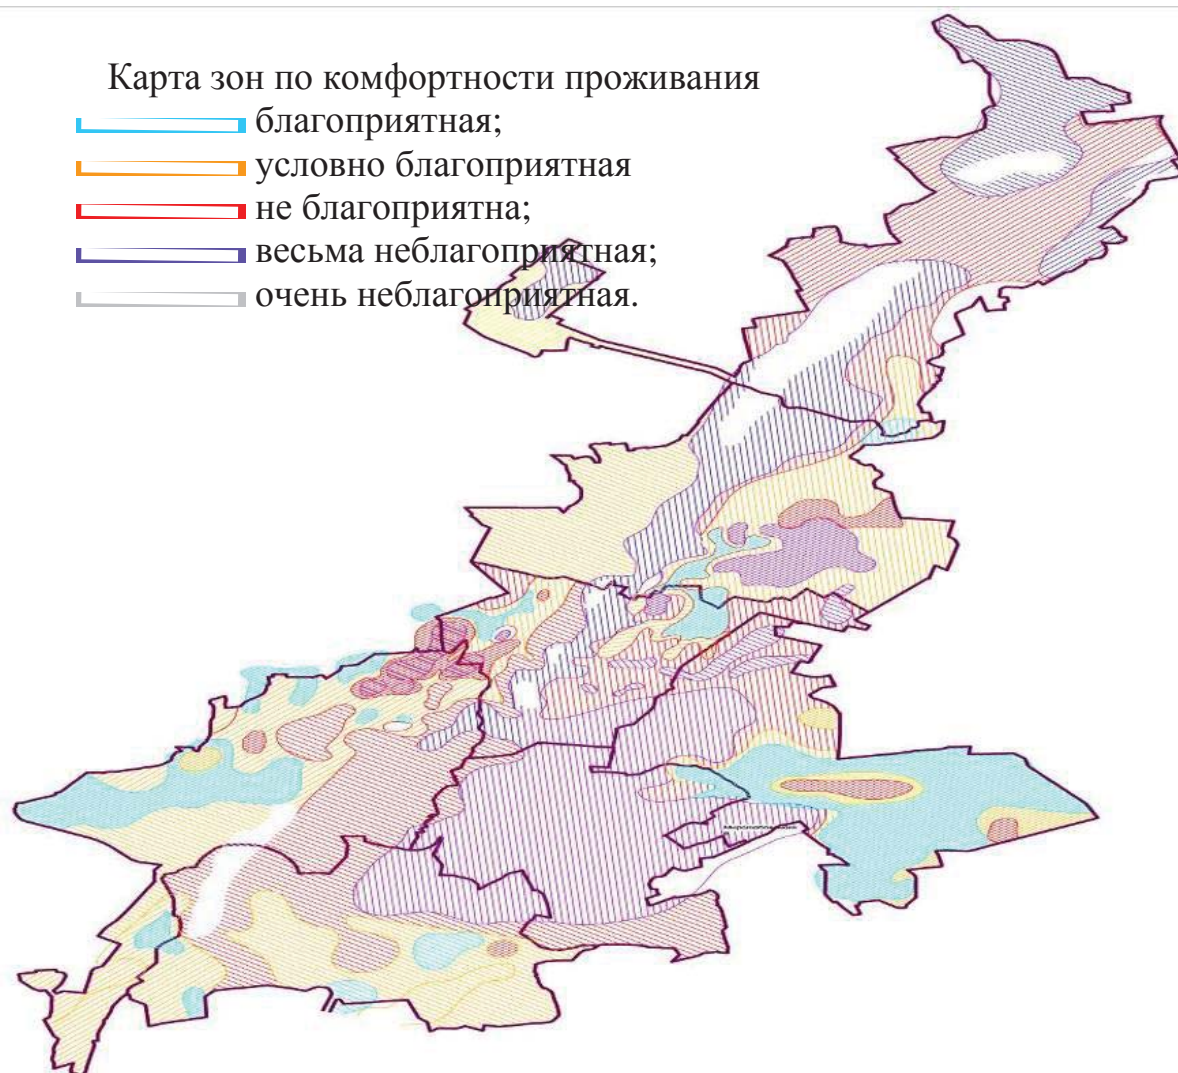 Карта зон по комфортности проживания
благоприятная;
условно благоприятная
не благоприятна;
весьма неблагоприятная;
очень неблагоприятная.